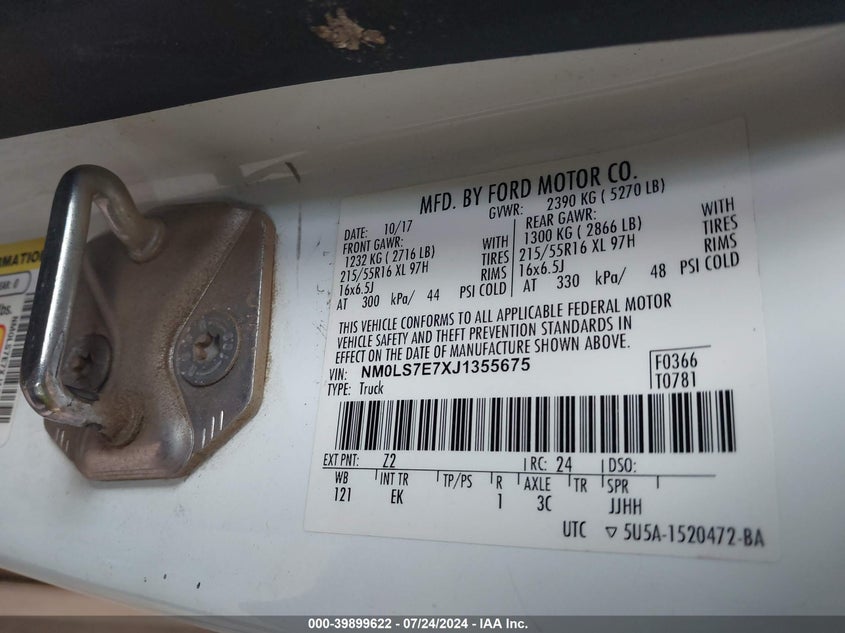 MFD. BY FORD MOTOR CO.
DATE: 10/17
GVWR: 2390 KG ( 5270 LB)
FRONT GAWR:
1232 KG ( 2716 LB) WITH
215/55R16 XL 97H TIRES
16x6.5J RIMS
AT 300 kPa/ 44 PSI COLD
REAR GAWR:
1300 KG ( 2866 LB) WITH
215/55R16 XL 97H TIRES
16x6.5J RIMS
AT 330 kPa/ 48 PSI COLD
THIS VEHICLE CONFORMS TO ALL APPLICABLE FEDERAL MOTOR
VEHICLE SAFETY AND THEFT PREVENTION STANDARDS IN
EFFECT ON THE DATE OF MANUFACTURE SHOWN ABOVE.
VIN: NM0LS7E7XJ1355675
TYPE: Truck
F0366
T0781
EXT PNT: Z2 RC: 24 DSO:
WB INT TR TP/PS R AXLE TR SPR
121 EK 1 3C JJHH
UTC ▽ 5U5A-1520472-BA
000-39899622 - 07/24/2024 - IAA Inc.